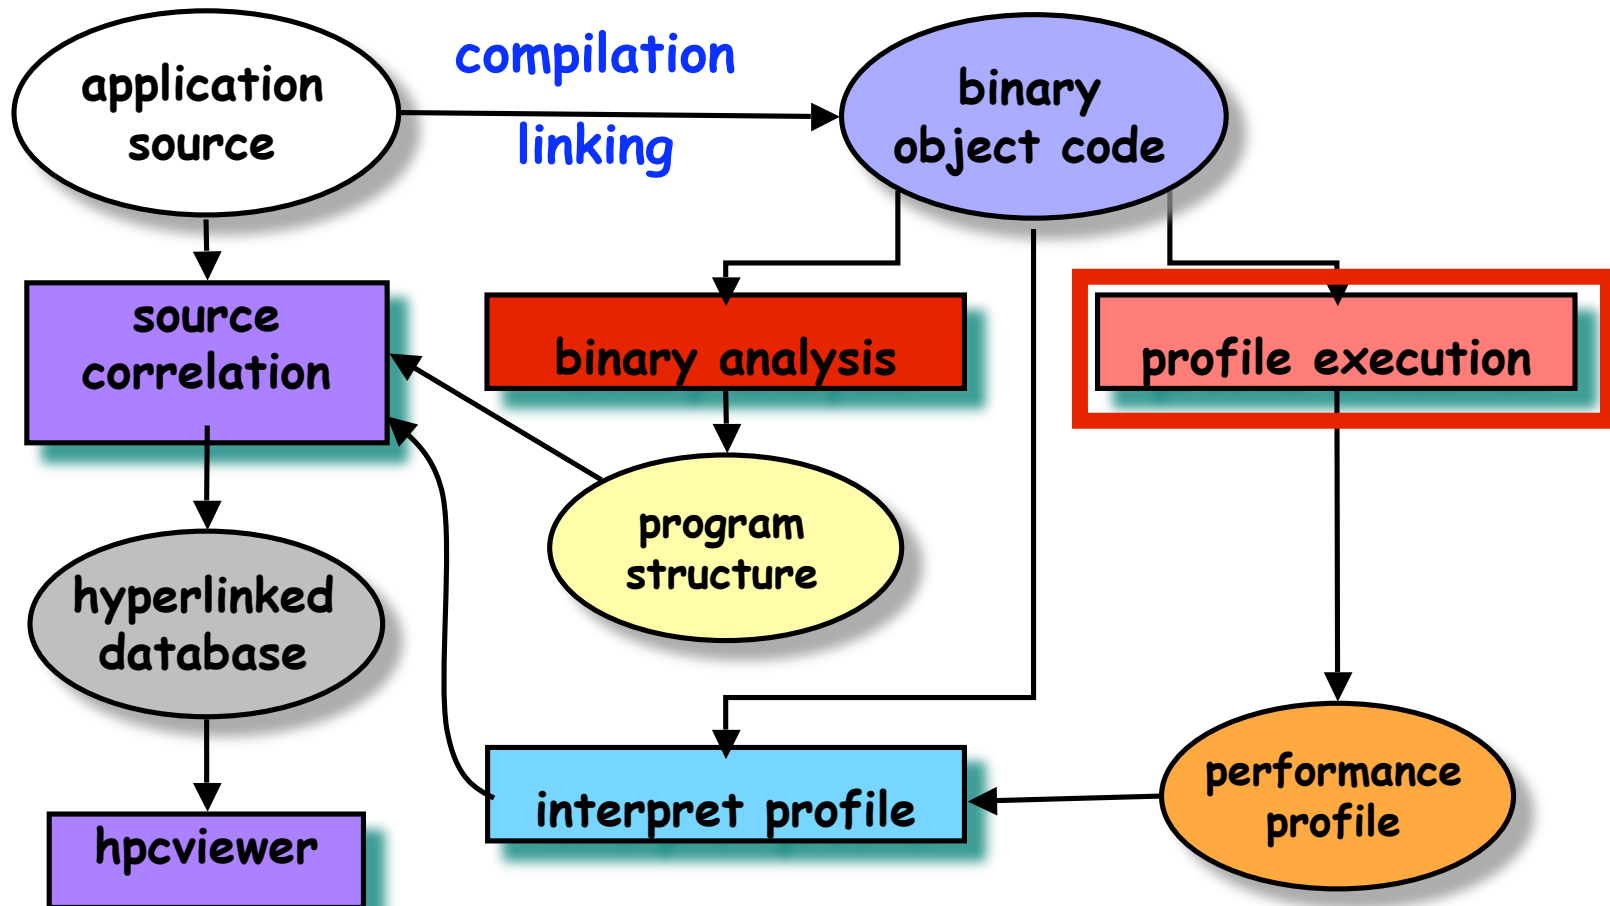 application
source
compilation
linking
binary
object code
source
correlation
binary analysis
profile execution
program
structure
hyperlinked
database
interpret profile
performance
profile
hpcviewer